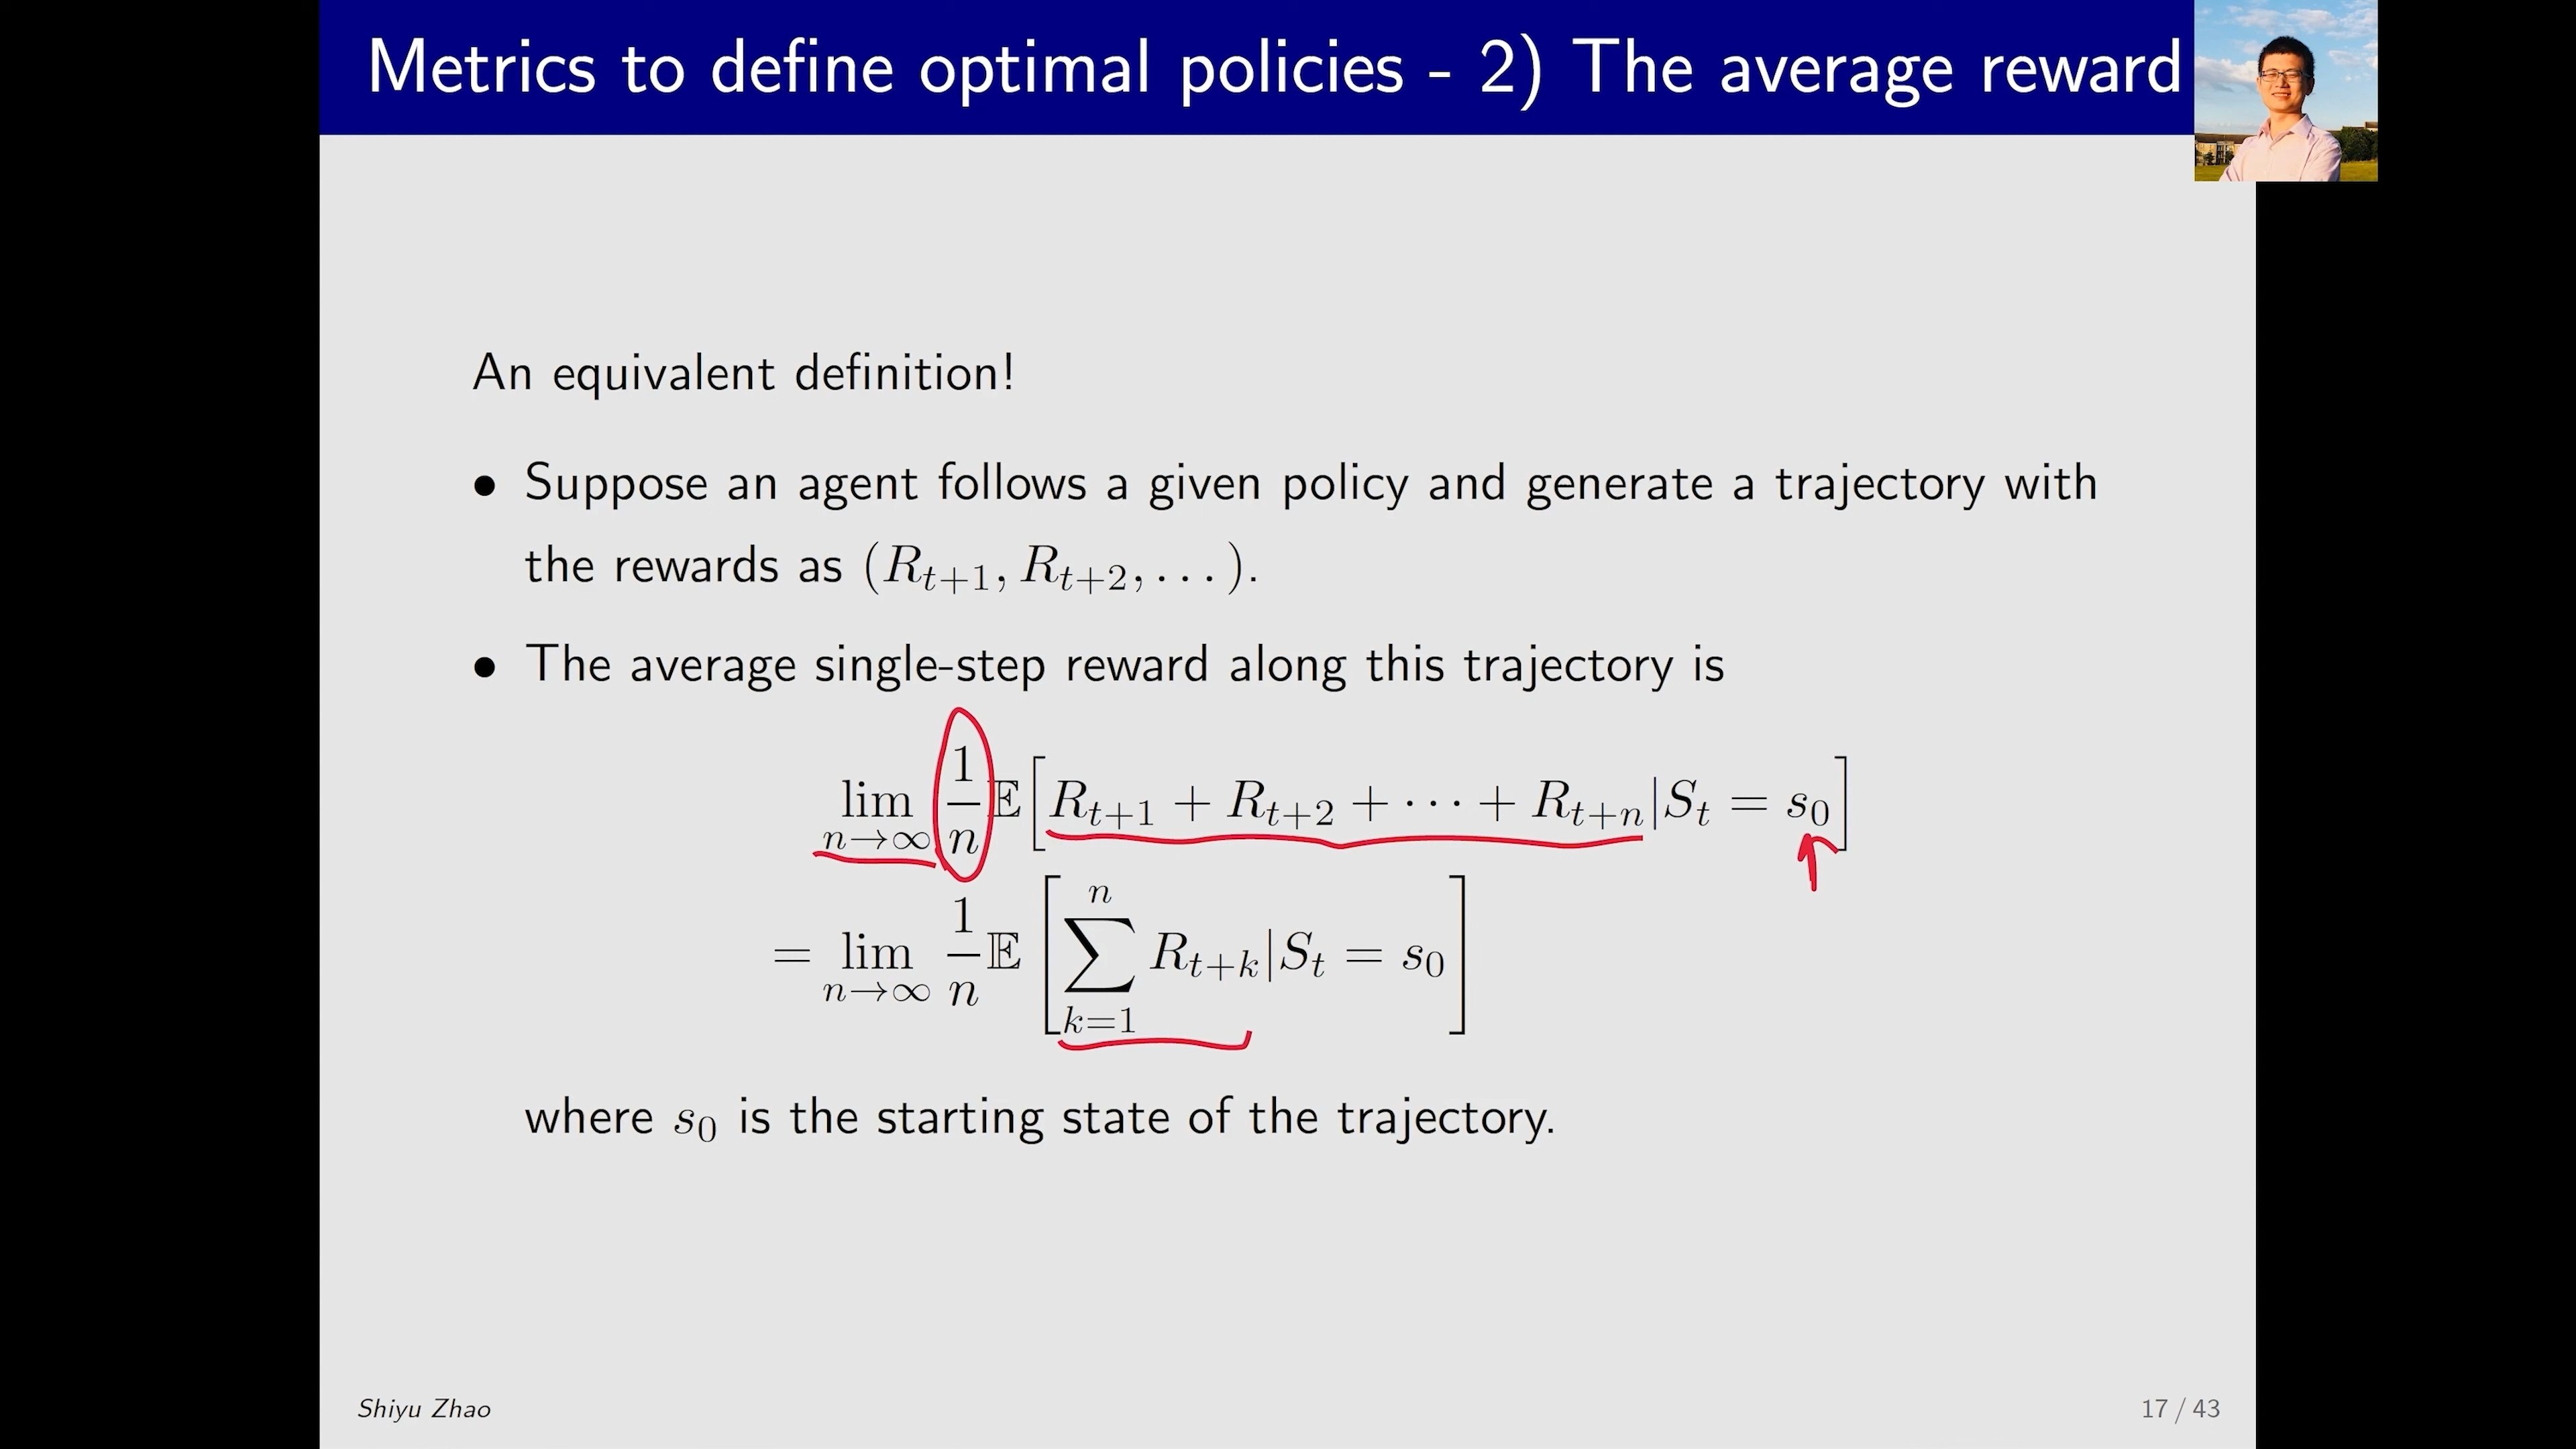 Metrics to define optimal policies - 2) The average reward
An equivalent definition!
• Suppose an agent follows a given policy and generate a trajectory with
the rewards as (R_{t+1}, R_{t+2}, . . . ).
• The average single-step reward along this trajectory is
lim_{n→∞} 1/n 𝔼[R_{t+1} + R_{t+2} + · · · + R_{t+n}|S_t = s_0]
= lim_{n→∞} 1/n 𝔼[∑_{k=1}^{n} R_{t+k}|S_t = s_0]
where s_0 is the starting state of the trajectory.
Shiyu Zhao
17 / 43